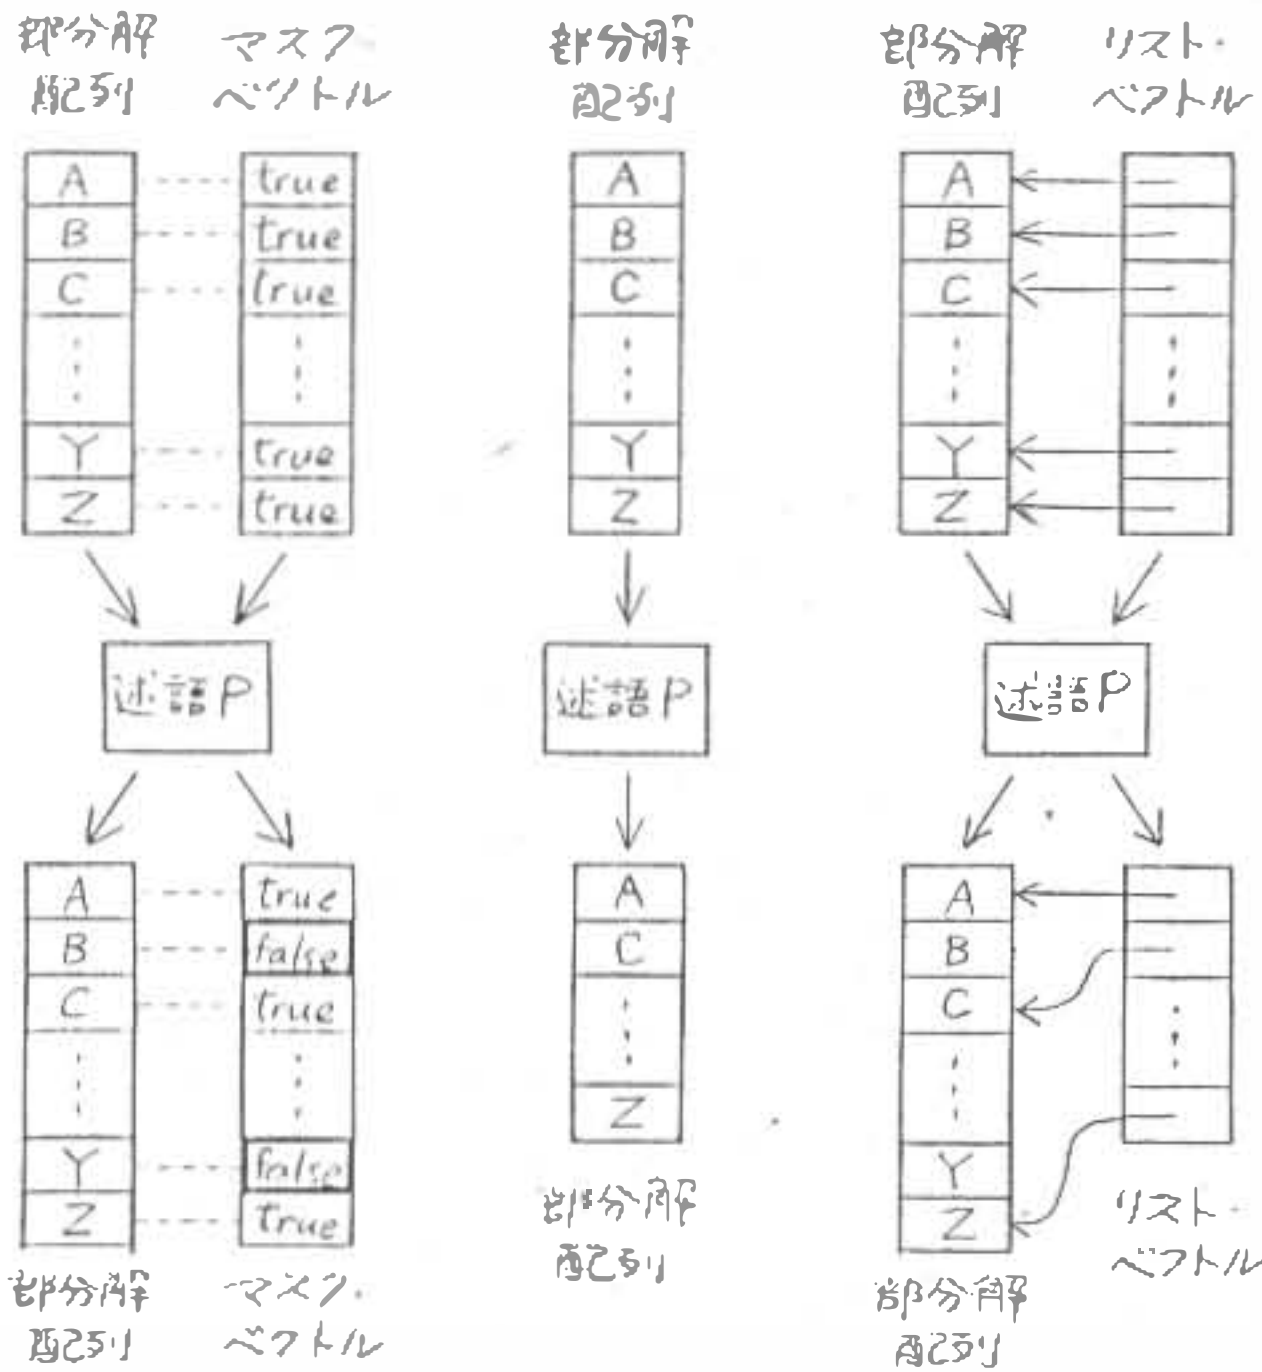 部分解
配列
マスク・
ベクトル
A
B
C
Y
Z
true
true
true
true
true
述語P
A
B
C
Y
Z
true
false
true
false
true
部分解
配列
マスク・
ベクトル
部分解
配列
A
B
C
Y
Z
述語P
A
C
Z
部分解
配列
部分解
配列
リスト・
ベクトル
A
B
C
Y
Z
述語P
A
B
C
Y
Z
部分解
配列
リスト・
ベクトル